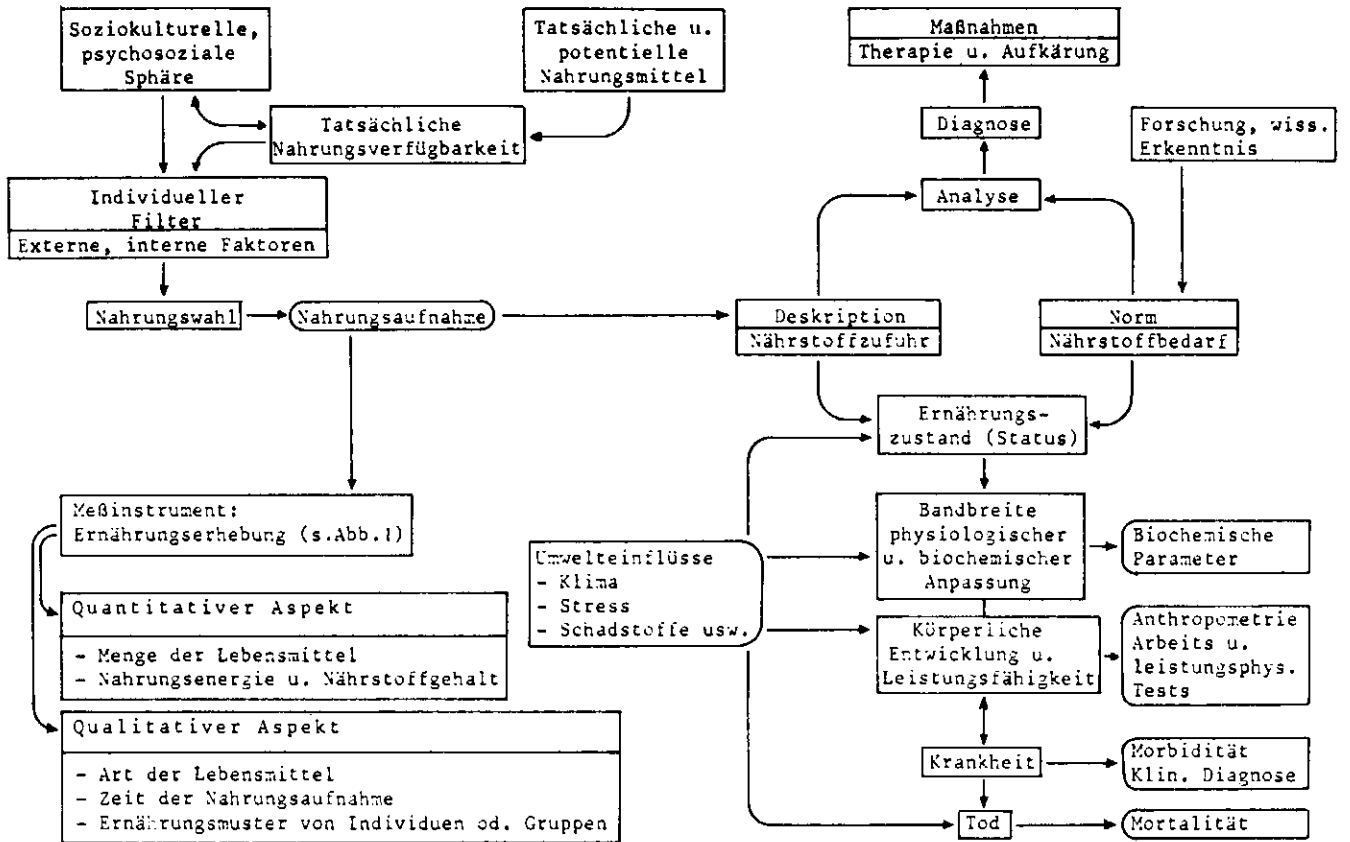 Soziokulturelle,
psychosoziale
Sphäre
Tatsächliche u.
potentielle
Nahrungsmittel
Tatsächliche
Nahrungsverfügbarkeit
Individueller
Filter
Externe, interne Faktoren
Nahrungswahl
Nahrungsaufnahme
Maßnahmen
Therapie u. Aufkärung
Diagnose
Analyse
Forschung, wiss.
Erkenntnis
Deskription
Nährstoffzufuhr
Norm
Nährstoffbedarf
Ernährungs-
zustand (Status)
Meßinstrument:
Ernährungserhebung (s.Abb.1)
Quantitativer Aspekt
- Menge der Lebensmittel
- Nahrungsenergie u. Nährstoffgehalt
Qualitativer Aspekt
- Art der Lebensmittel
- Zeit der Nahrungsaufnahme
- Ernährungsmuster von Individuen od. Gruppen
Umwelteinflüsse
- Klima
- Stress
- Schadstoffe usw.
Bandbreite
physiologischer
u. biochemischer
Anpassung
Biochemische
Parameter
Körperliche
Entwicklung u.
Leistungsfähigkeit
Anthropometrie
Arbeits u.
leistungsphys.
Tests
Krankheit
Morbidität
Klin. Diagnose
Tod
Mortalität